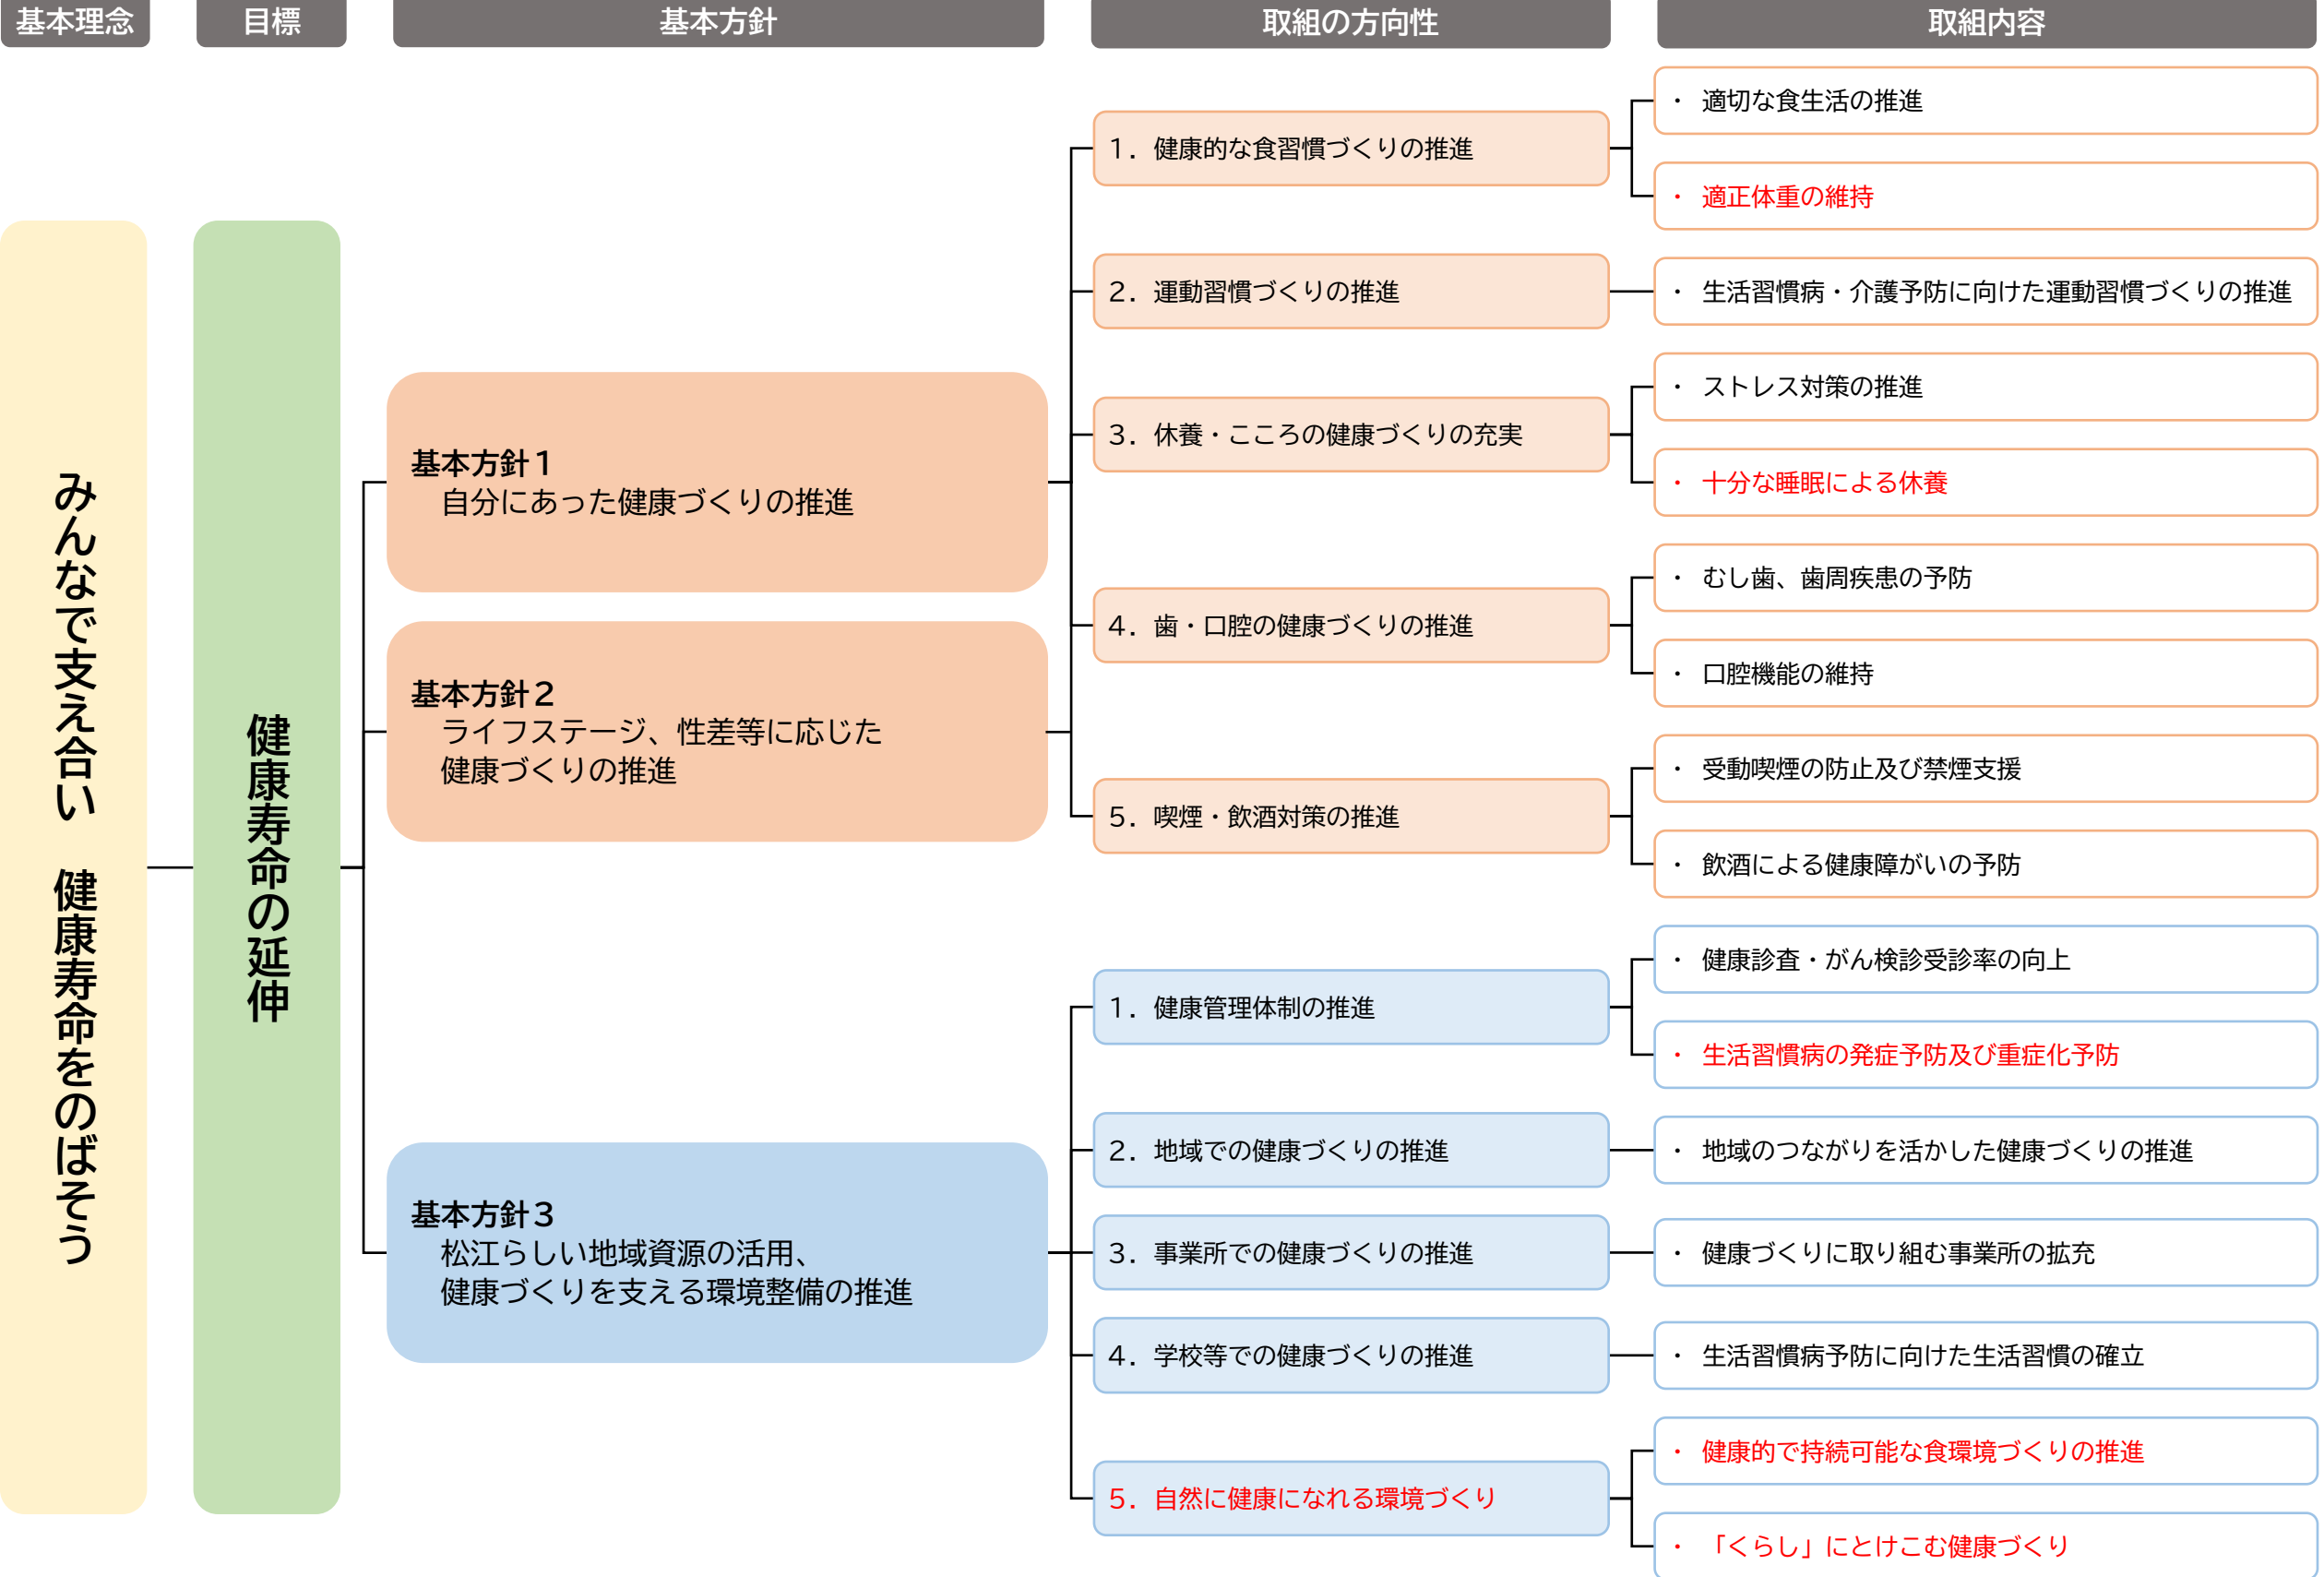 基本理念
目標
基本方針
取組の方向性
取組内容
みんなで支え合い　健康寿命をのばそう
健康寿命の延伸
基本方針１
自分にあった健康づくりの推進
基本方針２
ライフステージ、性差等に応じた
健康づくりの推進
基本方針３
松江らしい地域資源の活用、
健康づくりを支える環境整備の推進
１．健康的な食習慣づくりの推進
２．運動習慣づくりの推進
３．休養・こころの健康づくりの充実
４．歯・口腔の健康づくりの推進
５．喫煙・飲酒対策の推進
１．健康管理体制の推進
２．地域での健康づくりの推進
３．事業所での健康づくりの推進
４．学校等での健康づくりの推進
５．自然に健康になれる環境づくり
・ 適切な食生活の推進
・ 適正体重の維持
・ 生活習慣病・介護予防に向けた運動習慣づくりの推進
・ ストレス対策の推進
・ 十分な睡眠による休養
・ むし歯、歯周疾患の予防
・ 口腔機能の維持
・ 受動喫煙の防止及び禁煙支援
・ 飲酒による健康障がいの予防
・ 健康診査・がん検診受診率の向上
・ 生活習慣病の発症予防及び重症化予防
・ 地域のつながりを活かした健康づくりの推進
・ 健康づくりに取り組む事業所の拡充
・ 生活習慣病予防に向けた生活習慣の確立
・ 健康的で持続可能な食環境づくりの推進
・ 「くらし」にとけこむ健康づくり